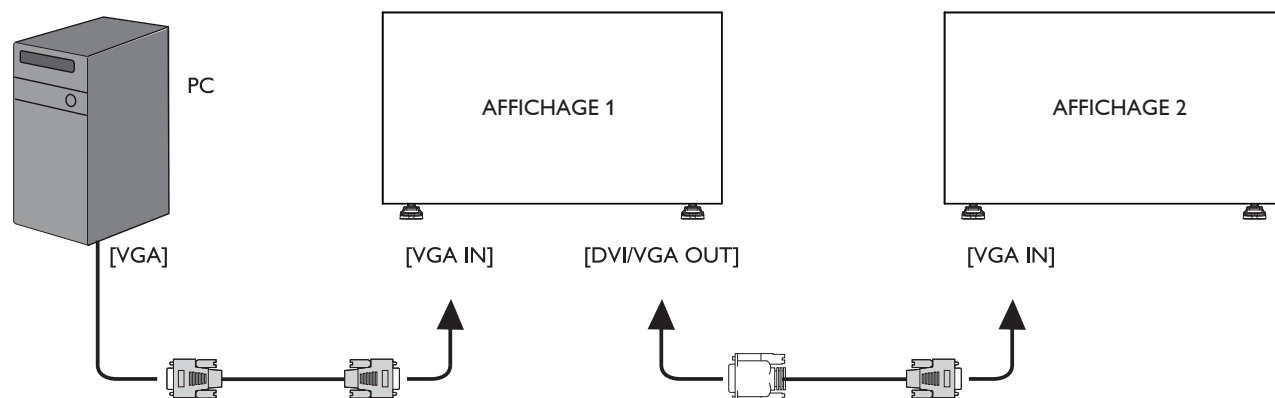 PC
AFFICHAGE 1
AFFICHAGE 2
[VGA]
[VGA IN]
[DVI/VGA OUT]
[VGA IN]